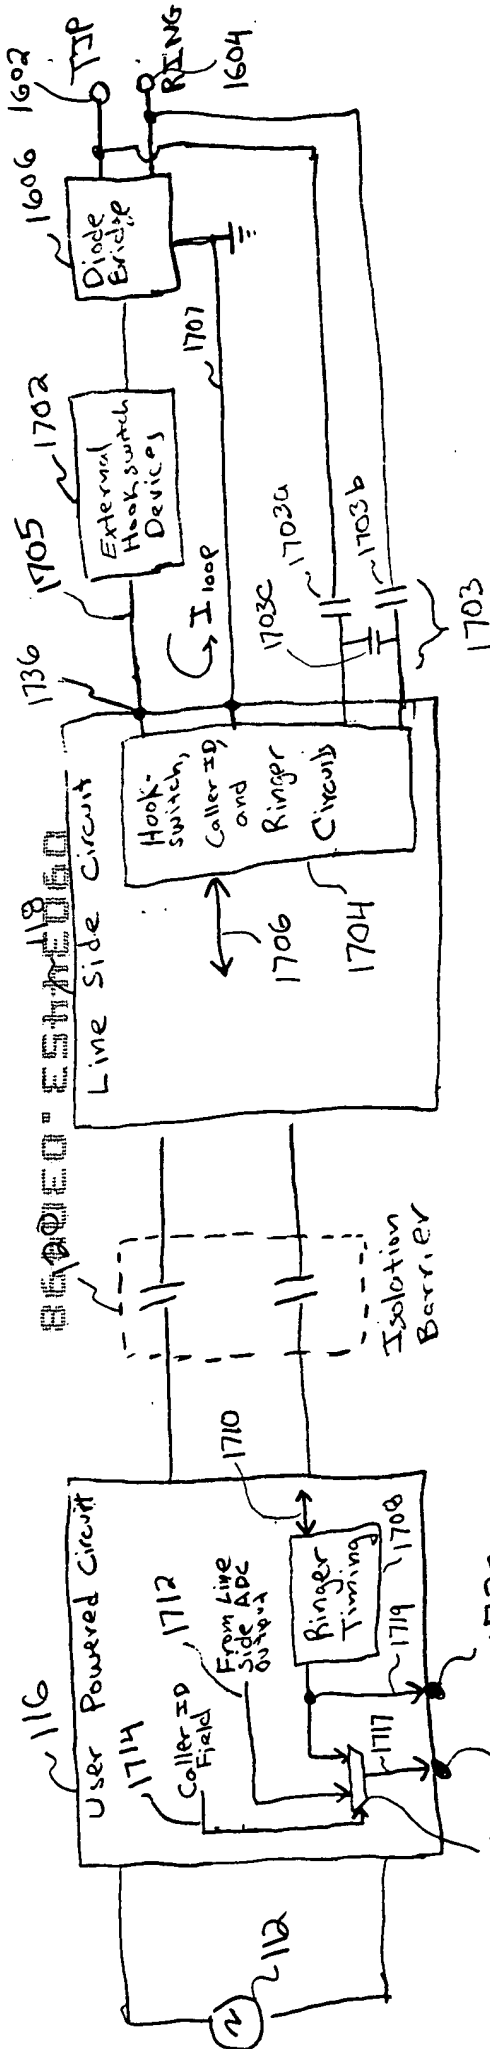 116
User Powered Circuit
1714
Caller ID
Field
1712
From Line
Side ADC
Output
1710
Ringer
Timing
1708
1719
1717
112
Isolation
Barrier
118
Line Side Circuit
Hook-
switch,
Caller ID,
and
Ringer
Circuits
1706
1704
1736
1705
External
Hookswitch
Devices
1702
I loop
1707
Diode
Bridge
1606
1602
TIP
RING
1604
1703C
1703a
1703b
1703